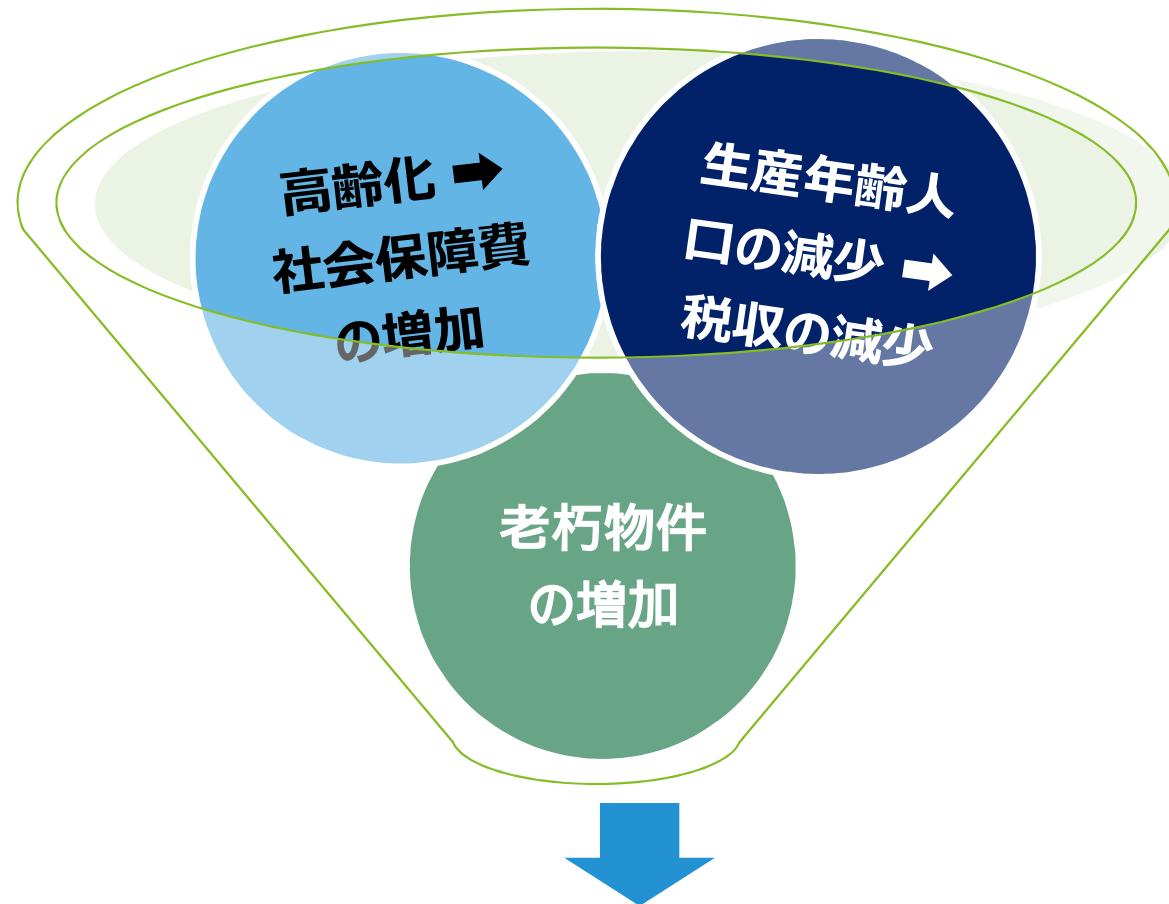 高齢化 ➡
社会保障費
の増加
生産年齢人
口の減少 ➡
税収の減少
老朽物件
の増加